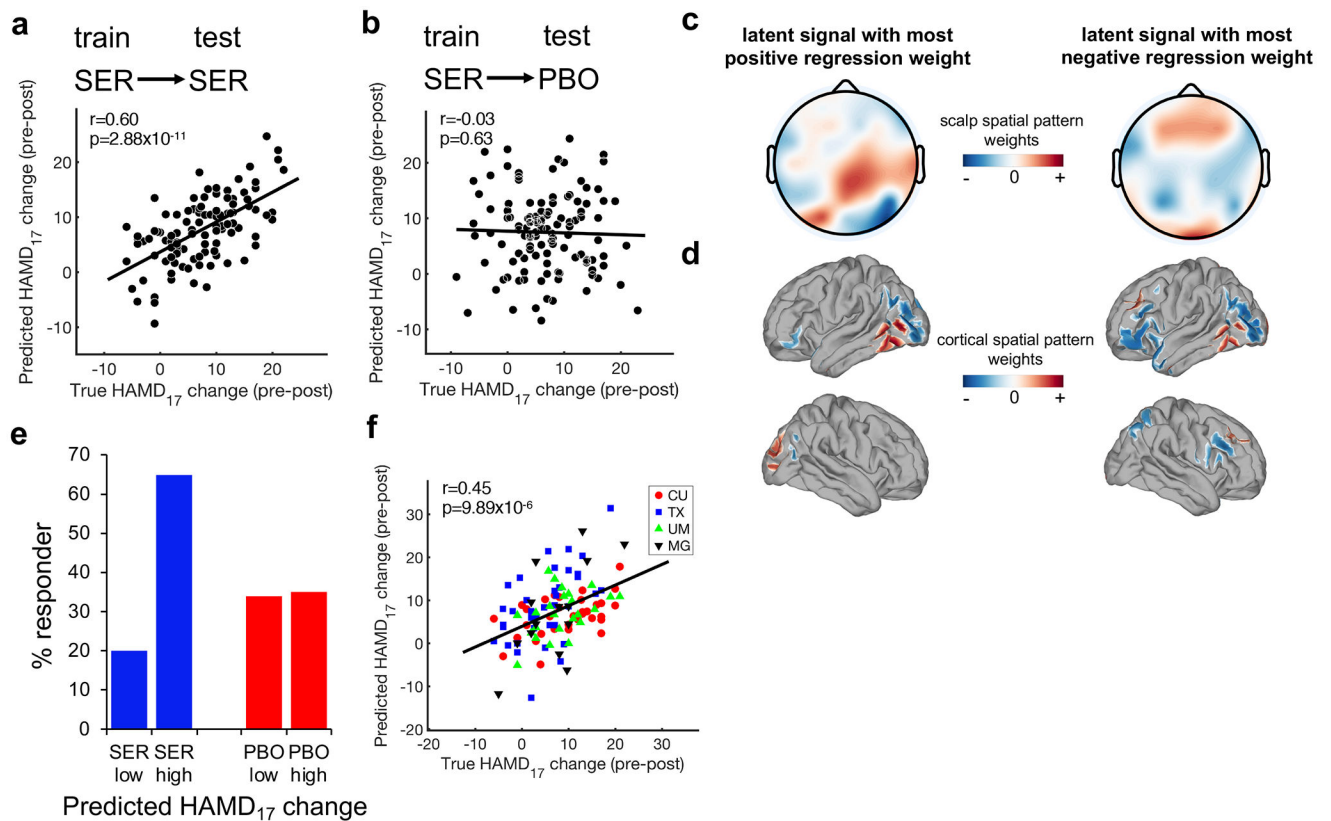 a
train test
SER SER
r=0.60
p=2.88x10-11
Predicted HAMD17 change (pre-post)
20
10
0
-10
0 10 20
True HAMD17 change (pre-post)
b
train test
SER PBO
r=-0.03
p=0.63
Predicted HAMD17 change (pre-post)
20
10
0
-10
-10 0 10 20
True HAMD17 change (pre-post)
c
latent signal with most
positive regression weight
latent signal with most
negative regression weight
scalp spatial pattern
weights
- 0 +
d
cortical spatial pattern
weights
- 0 +
e
% responder
70
60
50
40
30
20
10
0
SER low
SER high
PBO low
PBO high
Predicted HAMD17 change
f
r=0.45
p=9.89x10-6
CU
TX
UM
MG
Predicted HAMD17 change (pre-post)
30
20
10
0
-10
-20
-20 -10 0 10 20 30
True HAMD17 change (pre-post)